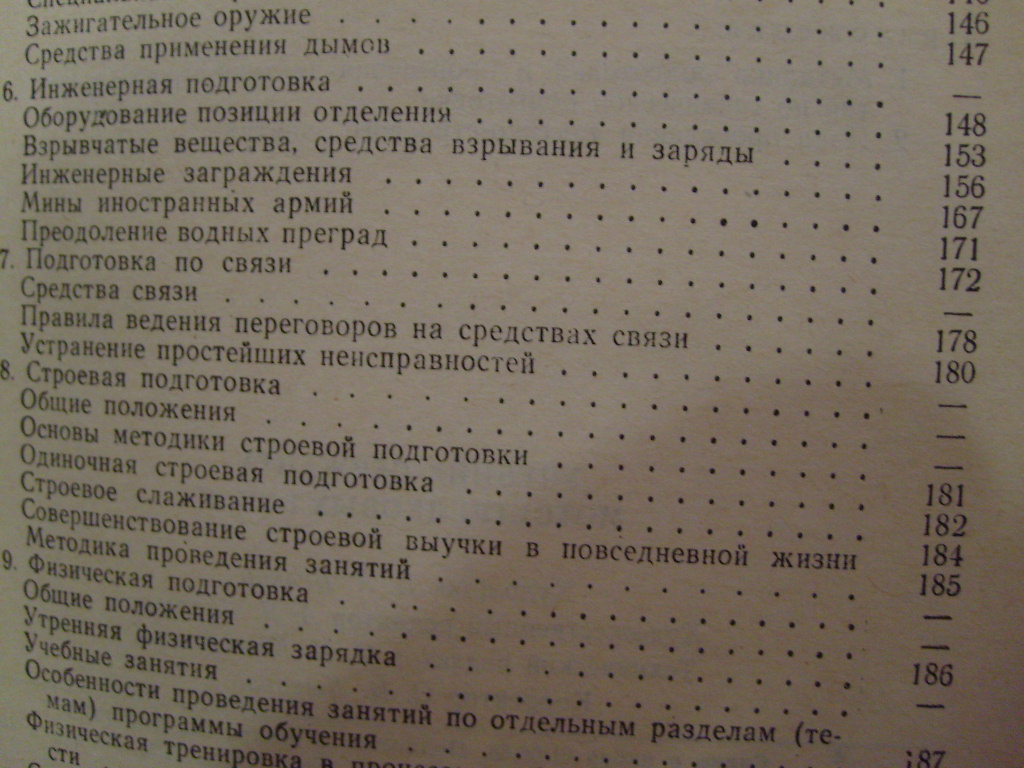 Зажигательное оружие . . . . . . . . . . . . . . . . . . . 146
Средства применения дымов . . . . . . . . . . . . . . . . 147
6. Инженерная подготовка . . . . . . . . . . . . . . . . . . —
Оборудование позиции отделения . . . . . . . . . . . . . . 148
Взрывчатые вещества, средства взрывания и заряды . . . . 153
Инженерные заграждения . . . . . . . . . . . . . . . . . 156
Мины иностранных армий . . . . . . . . . . . . . . . . . 167
Преодоление водных преград . . . . . . . . . . . . . . . . 171
7. Подготовка по связи . . . . . . . . . . . . . . . . . . . 172
Средства связи . . . . . . . . . . . . . . . . . . . . . . —
Правила ведения переговоров на средствах связи . . . . . . 178
Устранение простейших неисправностей . . . . . . . . . . . 180
8. Строевая подготовка . . . . . . . . . . . . . . . . . . . —
Общие положения . . . . . . . . . . . . . . . . . . . . . —
Основы методики строевой подготовки . . . . . . . . . . . —
Одиночная строевая подготовка . . . . . . . . . . . . . . 181
Строевое слаживание . . . . . . . . . . . . . . . . . . . 182
Совершенствование строевой выучки в повседневной жизни 184
Методика проведения занятий . . . . . . . . . . . . . . . 185
9. Физическая подготовка . . . . . . . . . . . . . . . . . . —
Общие положения . . . . . . . . . . . . . . . . . . . . . —
Утренняя физическая зарядка . . . . . . . . . . . . . . . 186
Учебные занятия . . . . . . . . . . . . . . . . . . . . . —
Особенности проведения занятий по отдельным разделам (те-
мам) программы обучения . . . . . . . . . . . . . . . . 187
Физическая тренировка в
сти